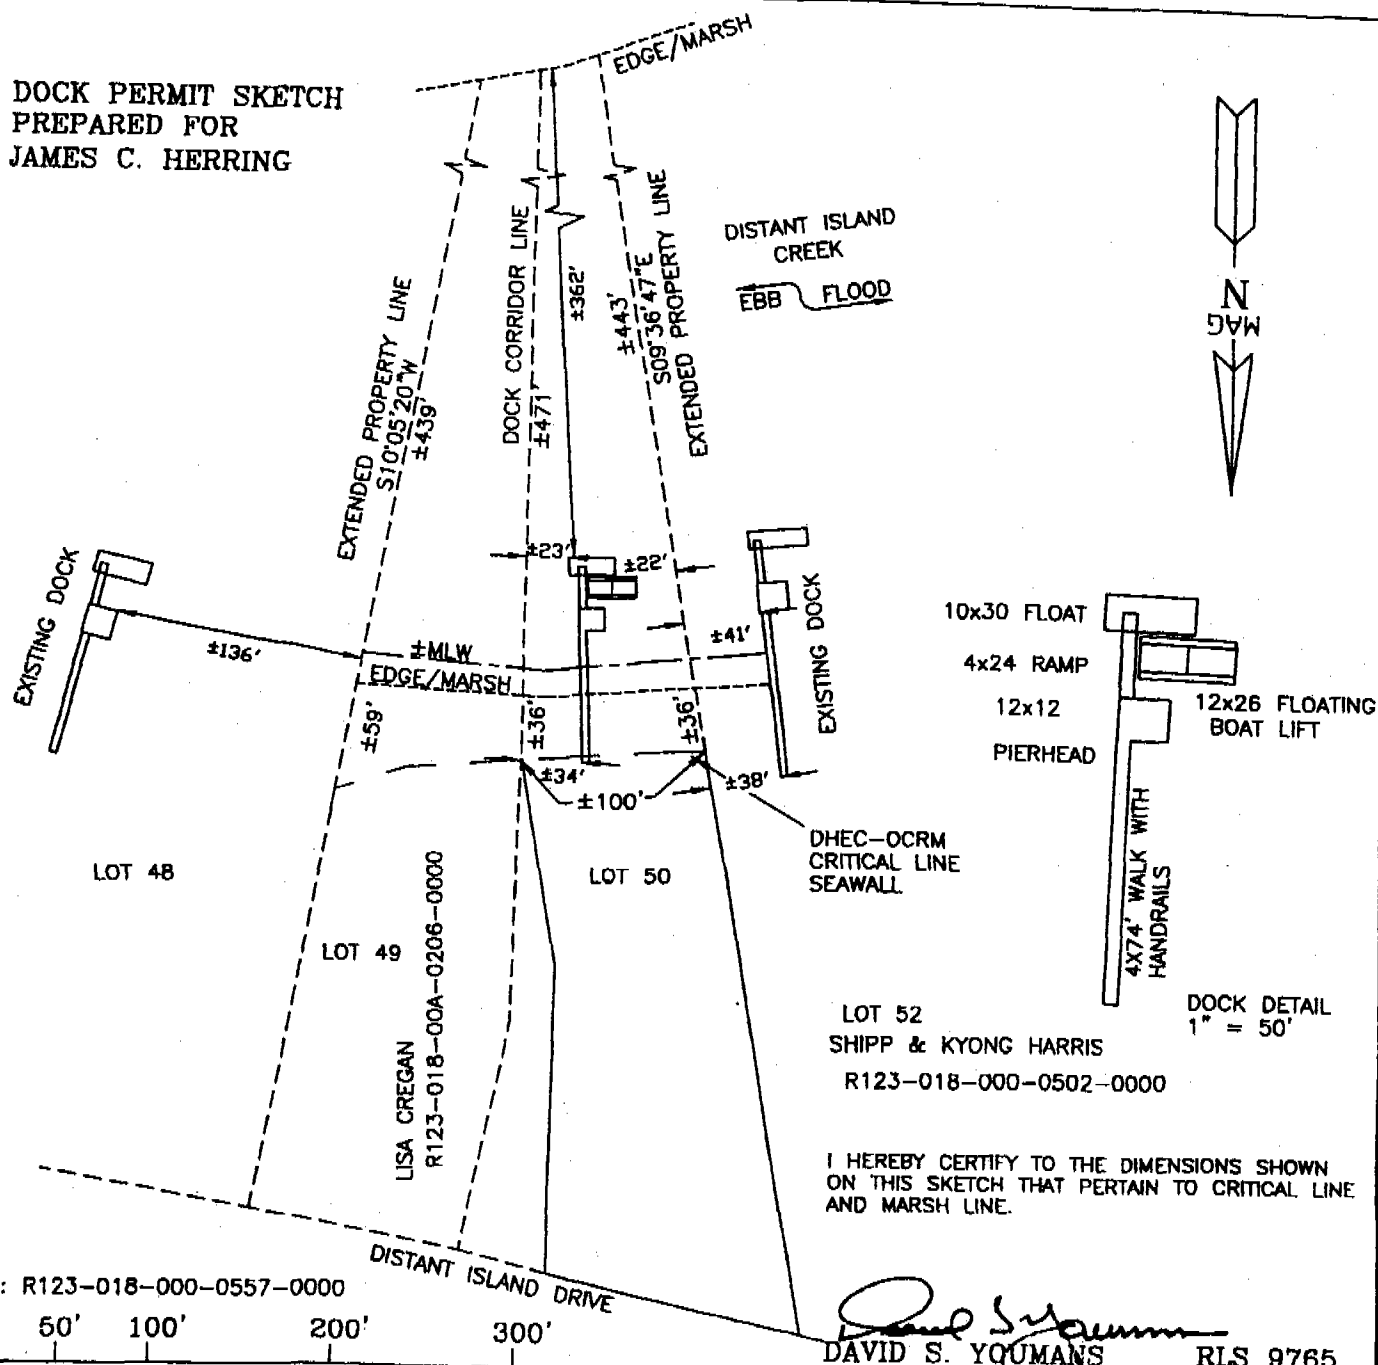 DOCK PERMIT SKETCH
PREPARED FOR
JAMES C. HERRING
EDGE/MARSH
DISTANT ISLAND
CREEK
EBB FLOOD
N
MAG
EXTENDED PROPERTY LINE
S10°05'20"W
±439'
DOCK CORRIDOR LINE
±471'
±362'
±443'
S09°36'47"E
EXTENDED PROPERTY LINE
EXISTING DOCK
±136'
±MLW
EDGE/MARSH
±23'
±22'
±41'
EXISTING DOCK
±59'
±36'
±36'
±34'
±100'
±38'
DHEC-OCRM
CRITICAL LINE
SEAWALL
10x30 FLOAT
4x24 RAMP
12x12
PIERHEAD
12x26 FLOATING
BOAT LIFT
4X74' WALK WITH
HANDRAILS
DOCK DETAIL
1" = 50'
LOT 48
LOT 49
LOT 50
LISA CREGAN
R123-018-00A-0206-0000
LOT 52
SHIPP & KYONG HARRIS
R123-018-000-0502-0000
I HEREBY CERTIFY TO THE DIMENSIONS SHOWN
ON THIS SKETCH THAT PERTAIN TO CRITICAL LINE
AND MARSH LINE.
DISTANT ISLAND DRIVE
: R123-018-000-0557-0000
50' 100' 200' 300'
David S. Youmans
DAVID S. YOUMANS RLS 9765